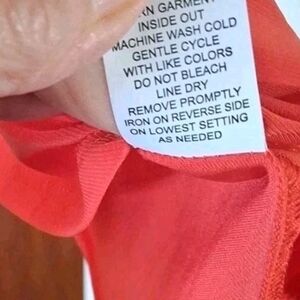 RN GARMENT
INSIDE OUT
MACHINE WASH COLD
GENTLE CYCLE
WITH LIKE COLORS
DO NOT BLEACH
LINE DRY
REMOVE PROMPTLY
IRON ON REVERSE SIDE
ON LOWEST SETTING
AS NEEDED